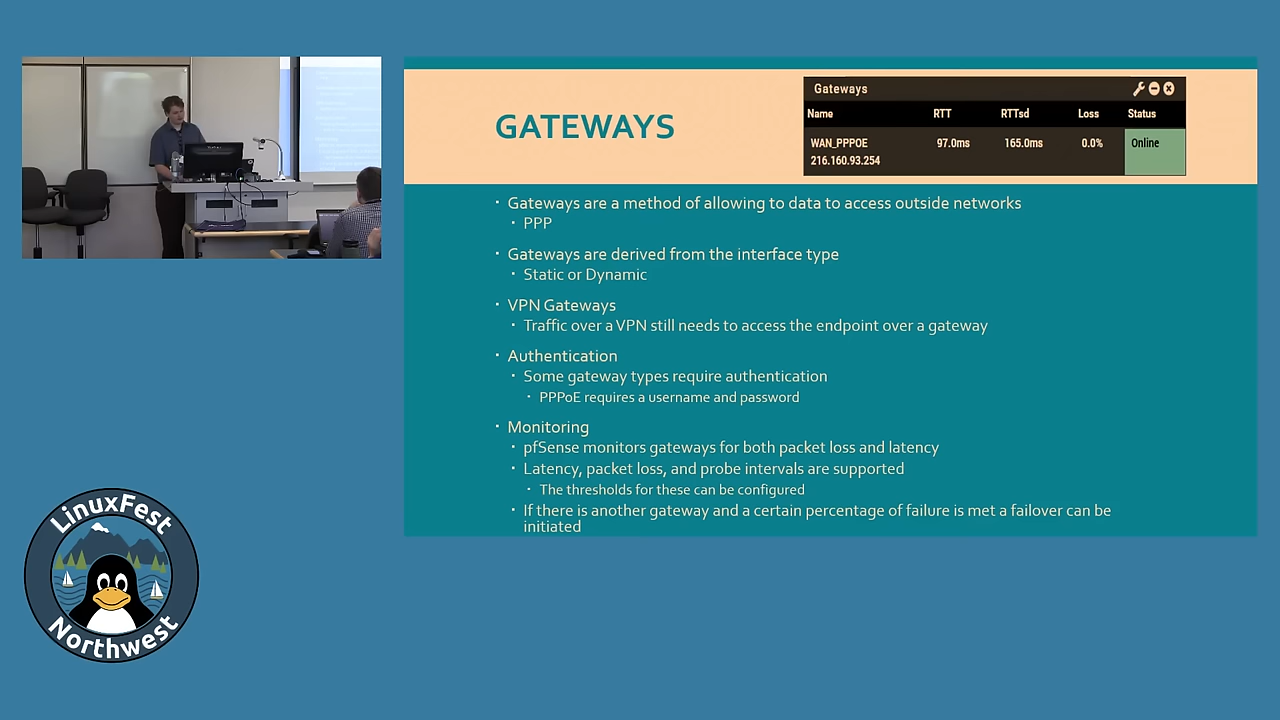 GATEWAYS
Gateways
Name RTT RTTsd Loss Status
WAN_PPPOE 97.0ms 165.0ms 0.0% Online
216.160.93.254
· Gateways are a method of allowing to data to access outside networks
· PPP
· Gateways are derived from the interface type
· Static or Dynamic
· VPN Gateways
· Traffic over a VPN still needs to access the endpoint over a gateway
· Authentication
· Some gateway types require authentication
· PPPoE requires a username and password
· Monitoring
· pfSense monitors gateways for both packet loss and latency
· Latency, packet loss, and probe intervals are supported
· The thresholds for these can be configured
· If there is another gateway and a certain percentage of failure is met a failover can be
initiated
LinuxFest
Northwest